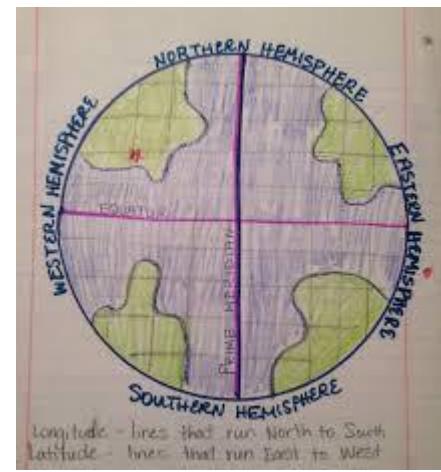 NORTHERN HEMISPHERE
WESTERN HEMISPHERE
EASTERN HEMISPHERE
EQUATOR
PRIME MERIDIAN
SOUTHERN HEMISPHERE
Longitude - lines that run North to South
Latitude - lines that run East to West